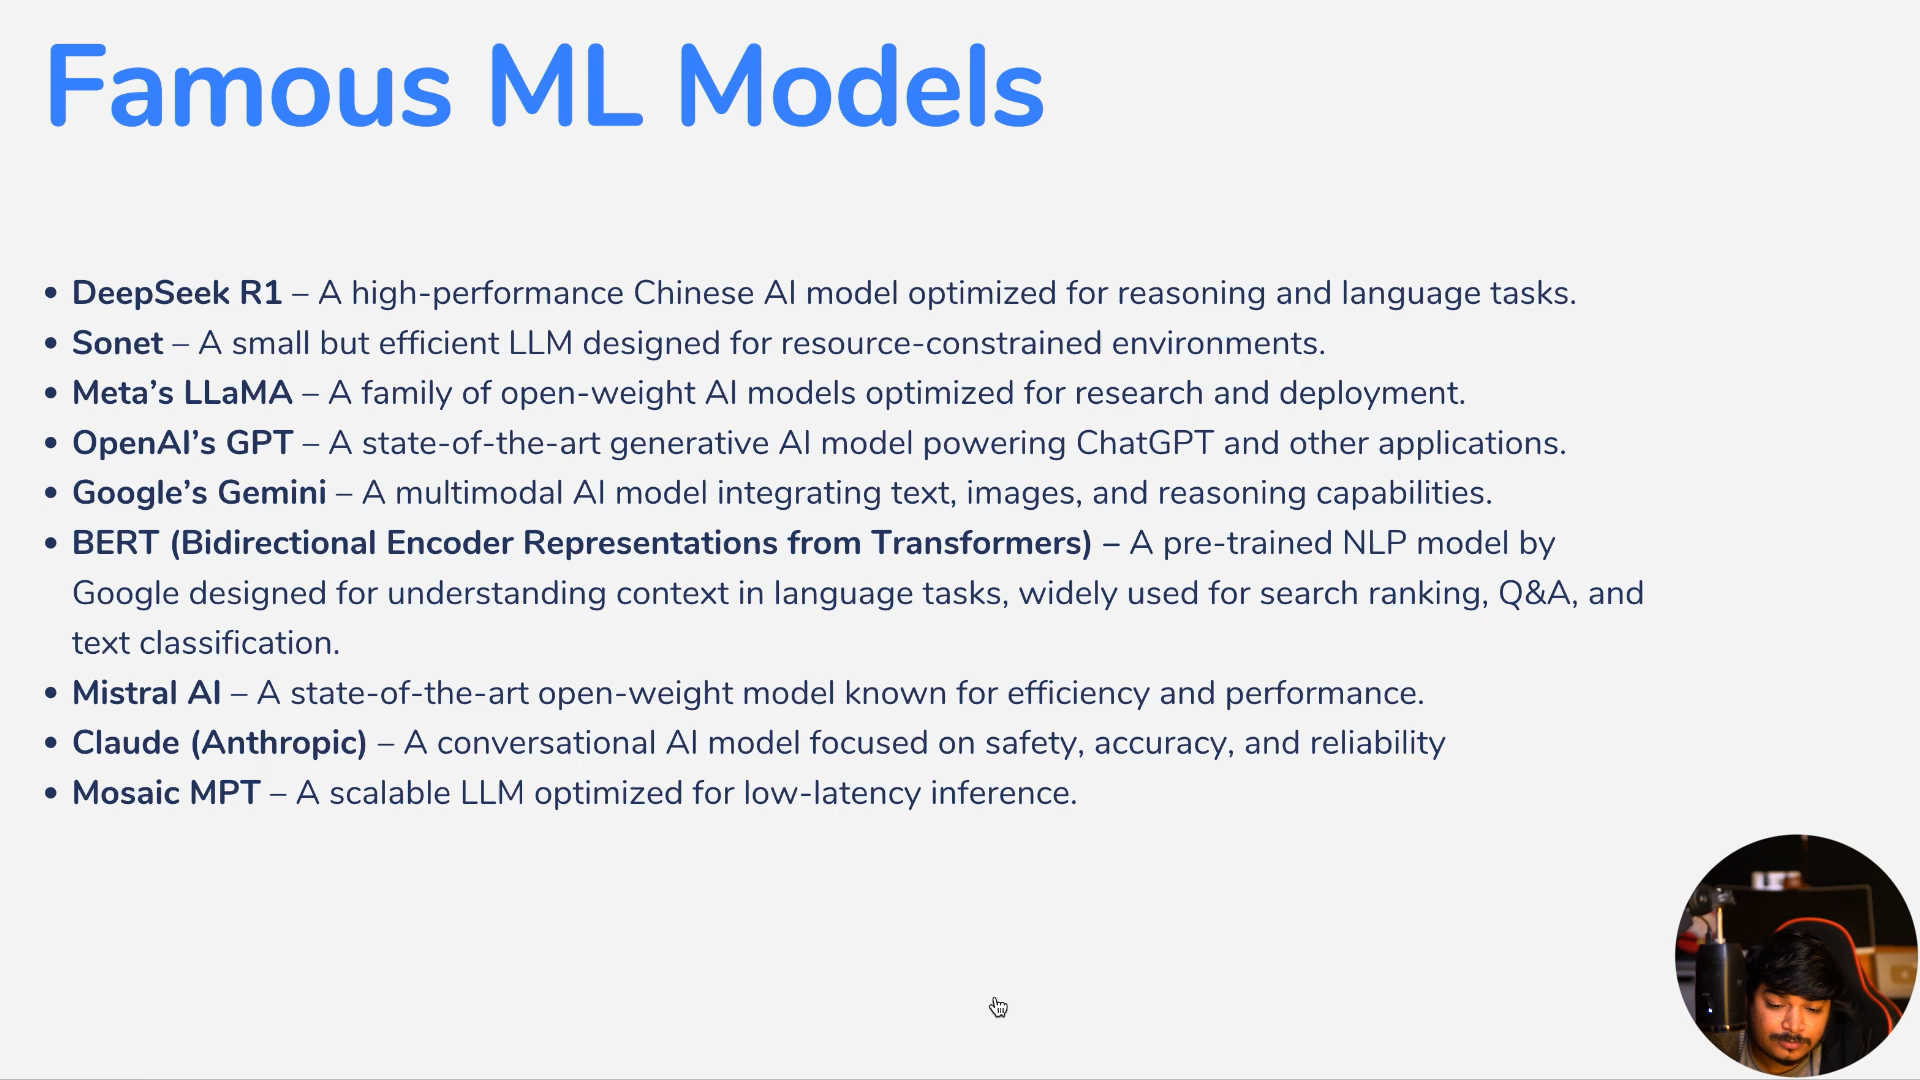 Famous ML Models
• DeepSeek R1 – A high-performance Chinese AI model optimized for reasoning and language tasks.
• Sonet – A small but efficient LLM designed for resource-constrained environments.
• Meta’s LLaMA – A family of open-weight AI models optimized for research and deployment.
• OpenAI’s GPT – A state-of-the-art generative AI model powering ChatGPT and other applications.
• Google’s Gemini – A multimodal AI model integrating text, images, and reasoning capabilities.
• BERT (Bidirectional Encoder Representations from Transformers) – A pre-trained NLP model by
Google designed for understanding context in language tasks, widely used for search ranking, Q&A, and
text classification.
• Mistral AI – A state-of-the-art open-weight model known for efficiency and performance.
• Claude (Anthropic) – A conversational AI model focused on safety, accuracy, and reliability
• Mosaic MPT – A scalable LLM optimized for low-latency inference.